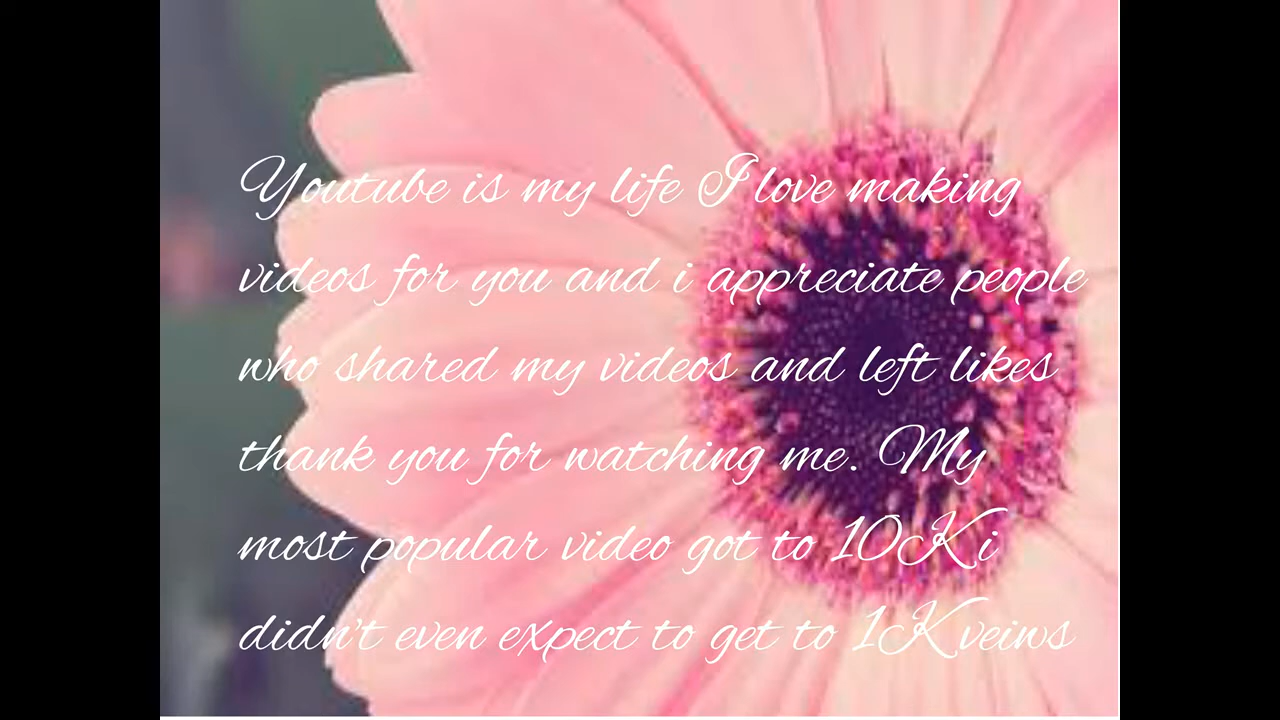 Youtube is my life I love making
videos for you and i appreciate people
who shared my videos and left likes
thank you for watching me. My
most popular video got to 10K i
didn't even expect to get to 1K veiws